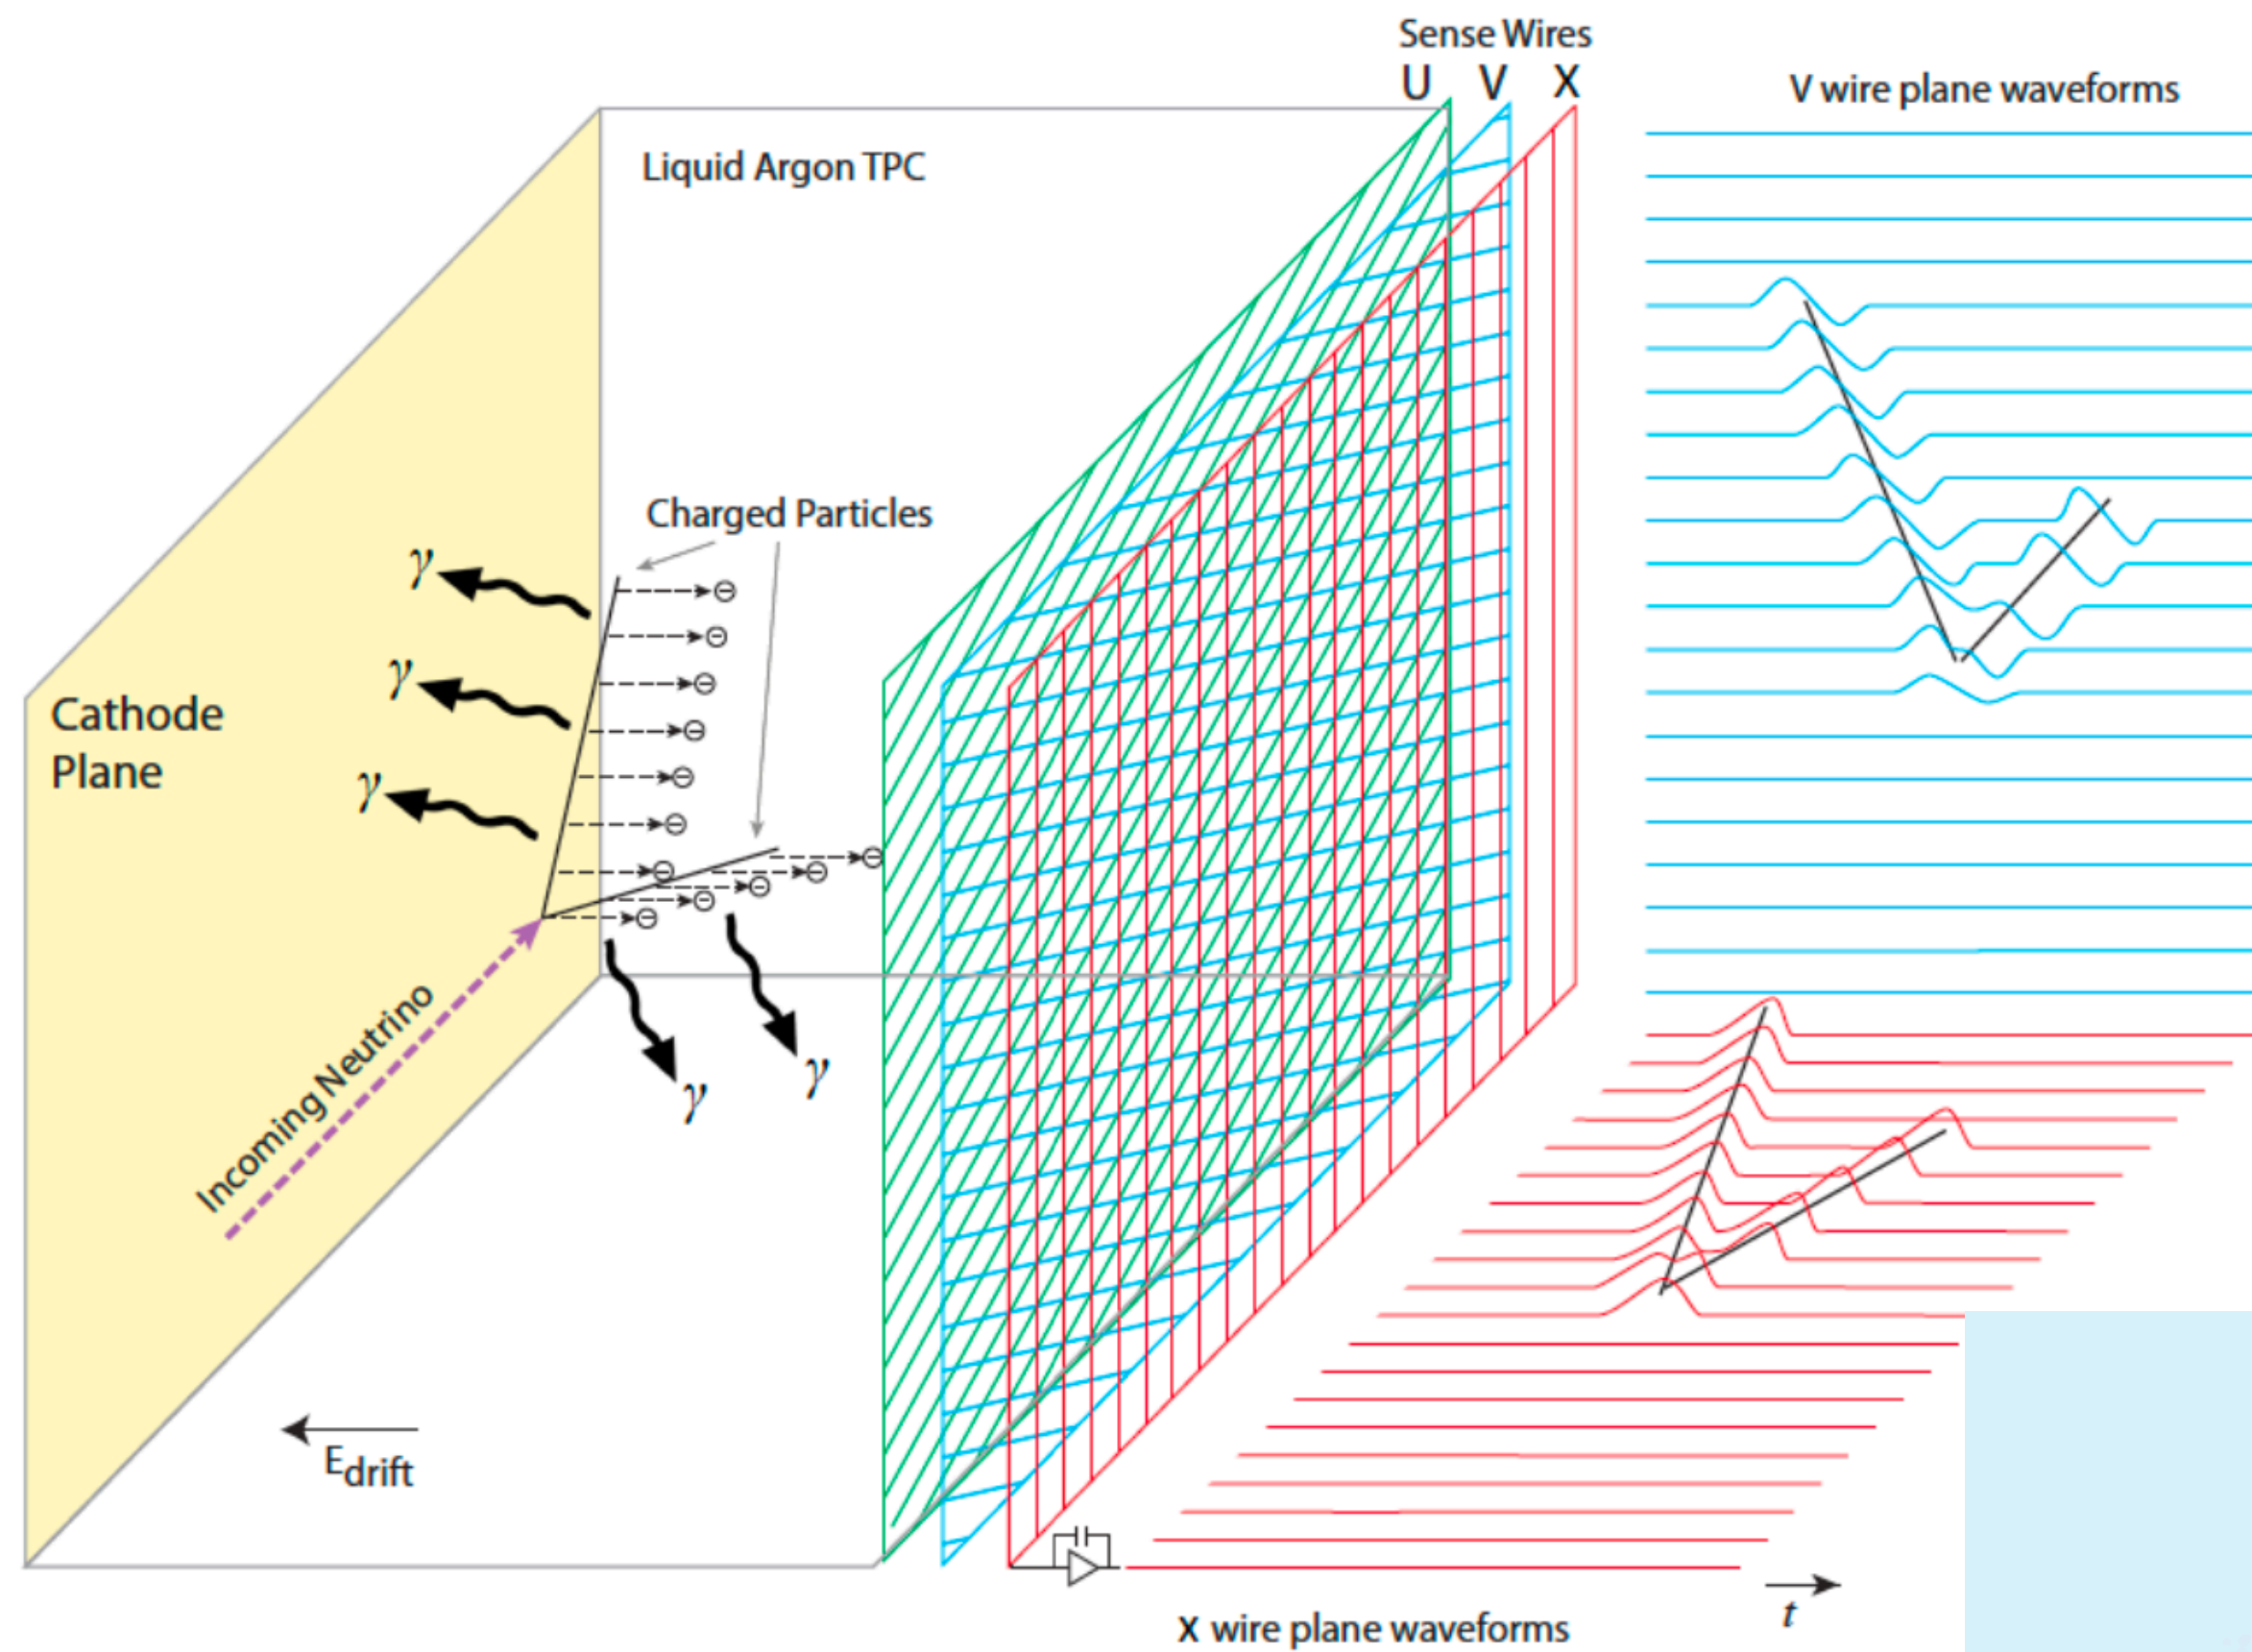 Sense Wires
U V X
V wire plane waveforms
Liquid Argon TPC
Charged Particles
γ
γ
γ
Cathode
Plane
⊖
⊖
⊖
⊖
⊖
⊖
⊖
⊖
⊖
⊖
⊖
⊖
Incoming Neutrino
γ
γ
Edrift
t
X wire plane waveforms